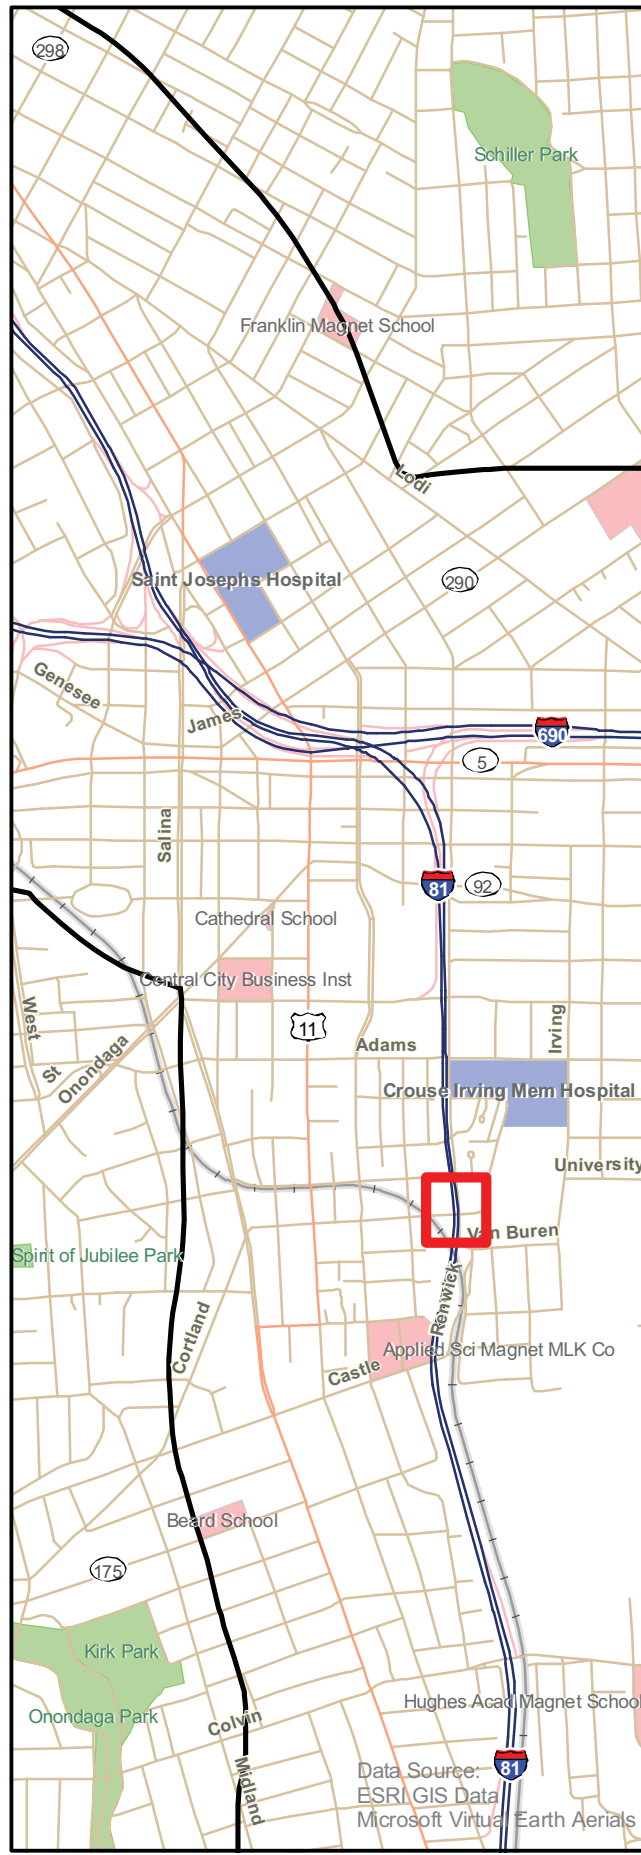 298
Schiller Park
Franklin Magnet School
Lodi
Saint Josephs Hospital
290
Genesee
James
690
5
Salina
81
92
Cathedral School
Central City Business Inst
West
St
Onondaga
11
Adams
Irving
Crouse Irving Mem Hospital
University
Van Buren
Spirit of Jubilee Park
Renwick
Cortland
Applied Sci Magnet MLK Co
Castle
Beard School
175
Kirk Park
Hughes Acad Magnet School
Onondaga Park
Colvin
Midland
81
Data Source:
ESRI GIS Data
Microsoft Virtual Earth Aerials